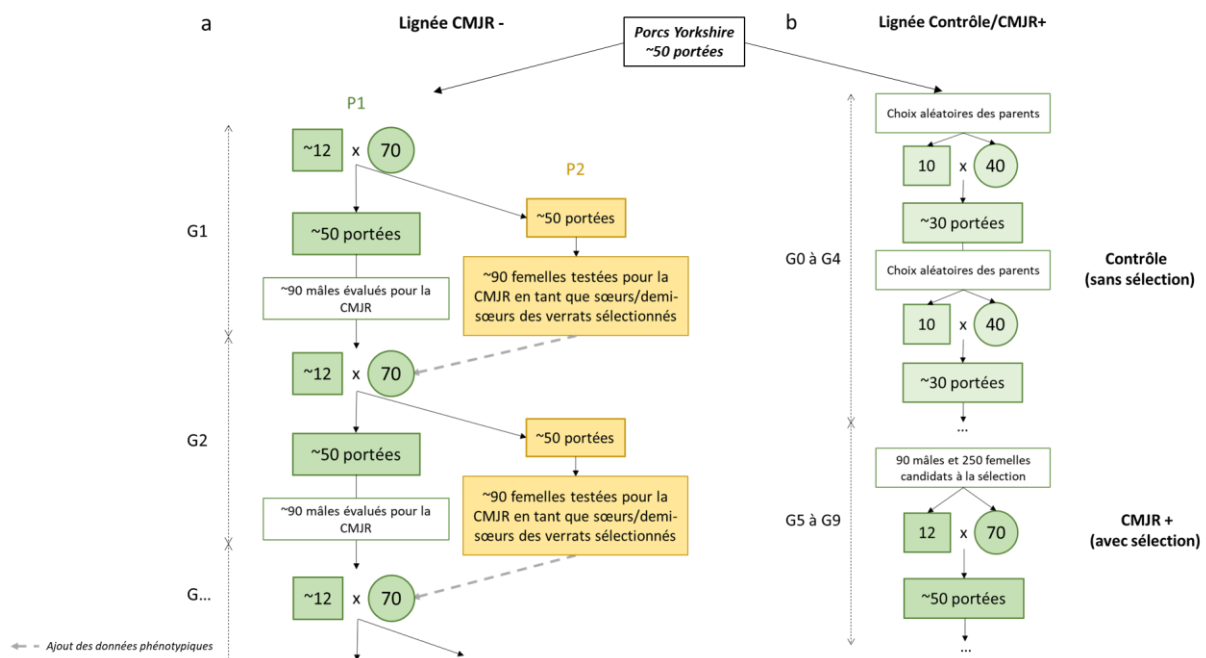 a
Lignée CMJR -
Porcs Yorkshire
~50 portées
b
Lignée Contrôle/CMJR+
P1
~12 x 70
P2
G1
~50 portées
~50 portées
~90 mâles évalués pour la
CMJR
~90 femelles testées pour la
CMJR en tant que sœurs/demi-
sœurs des verrats sélectionnés
~12 x 70
G2
~50 portées
~50 portées
~90 mâles évalués pour la
CMJR
~90 femelles testées pour la
CMJR en tant que sœurs/demi-
sœurs des verrats sélectionnés
G...
~12 x 70
Ajout des données phénotypiques
Choix aléatoires des parents
10 x 40
~30 portées
G0 à G4
Choix aléatoires des parents
Contrôle
(sans sélection)
10 x 40
~30 portées
...
90 mâles et 250 femelles
candidats à la sélection
G5 à G9
12 x 70
CMJR +
(avec sélection)
~50 portées
...